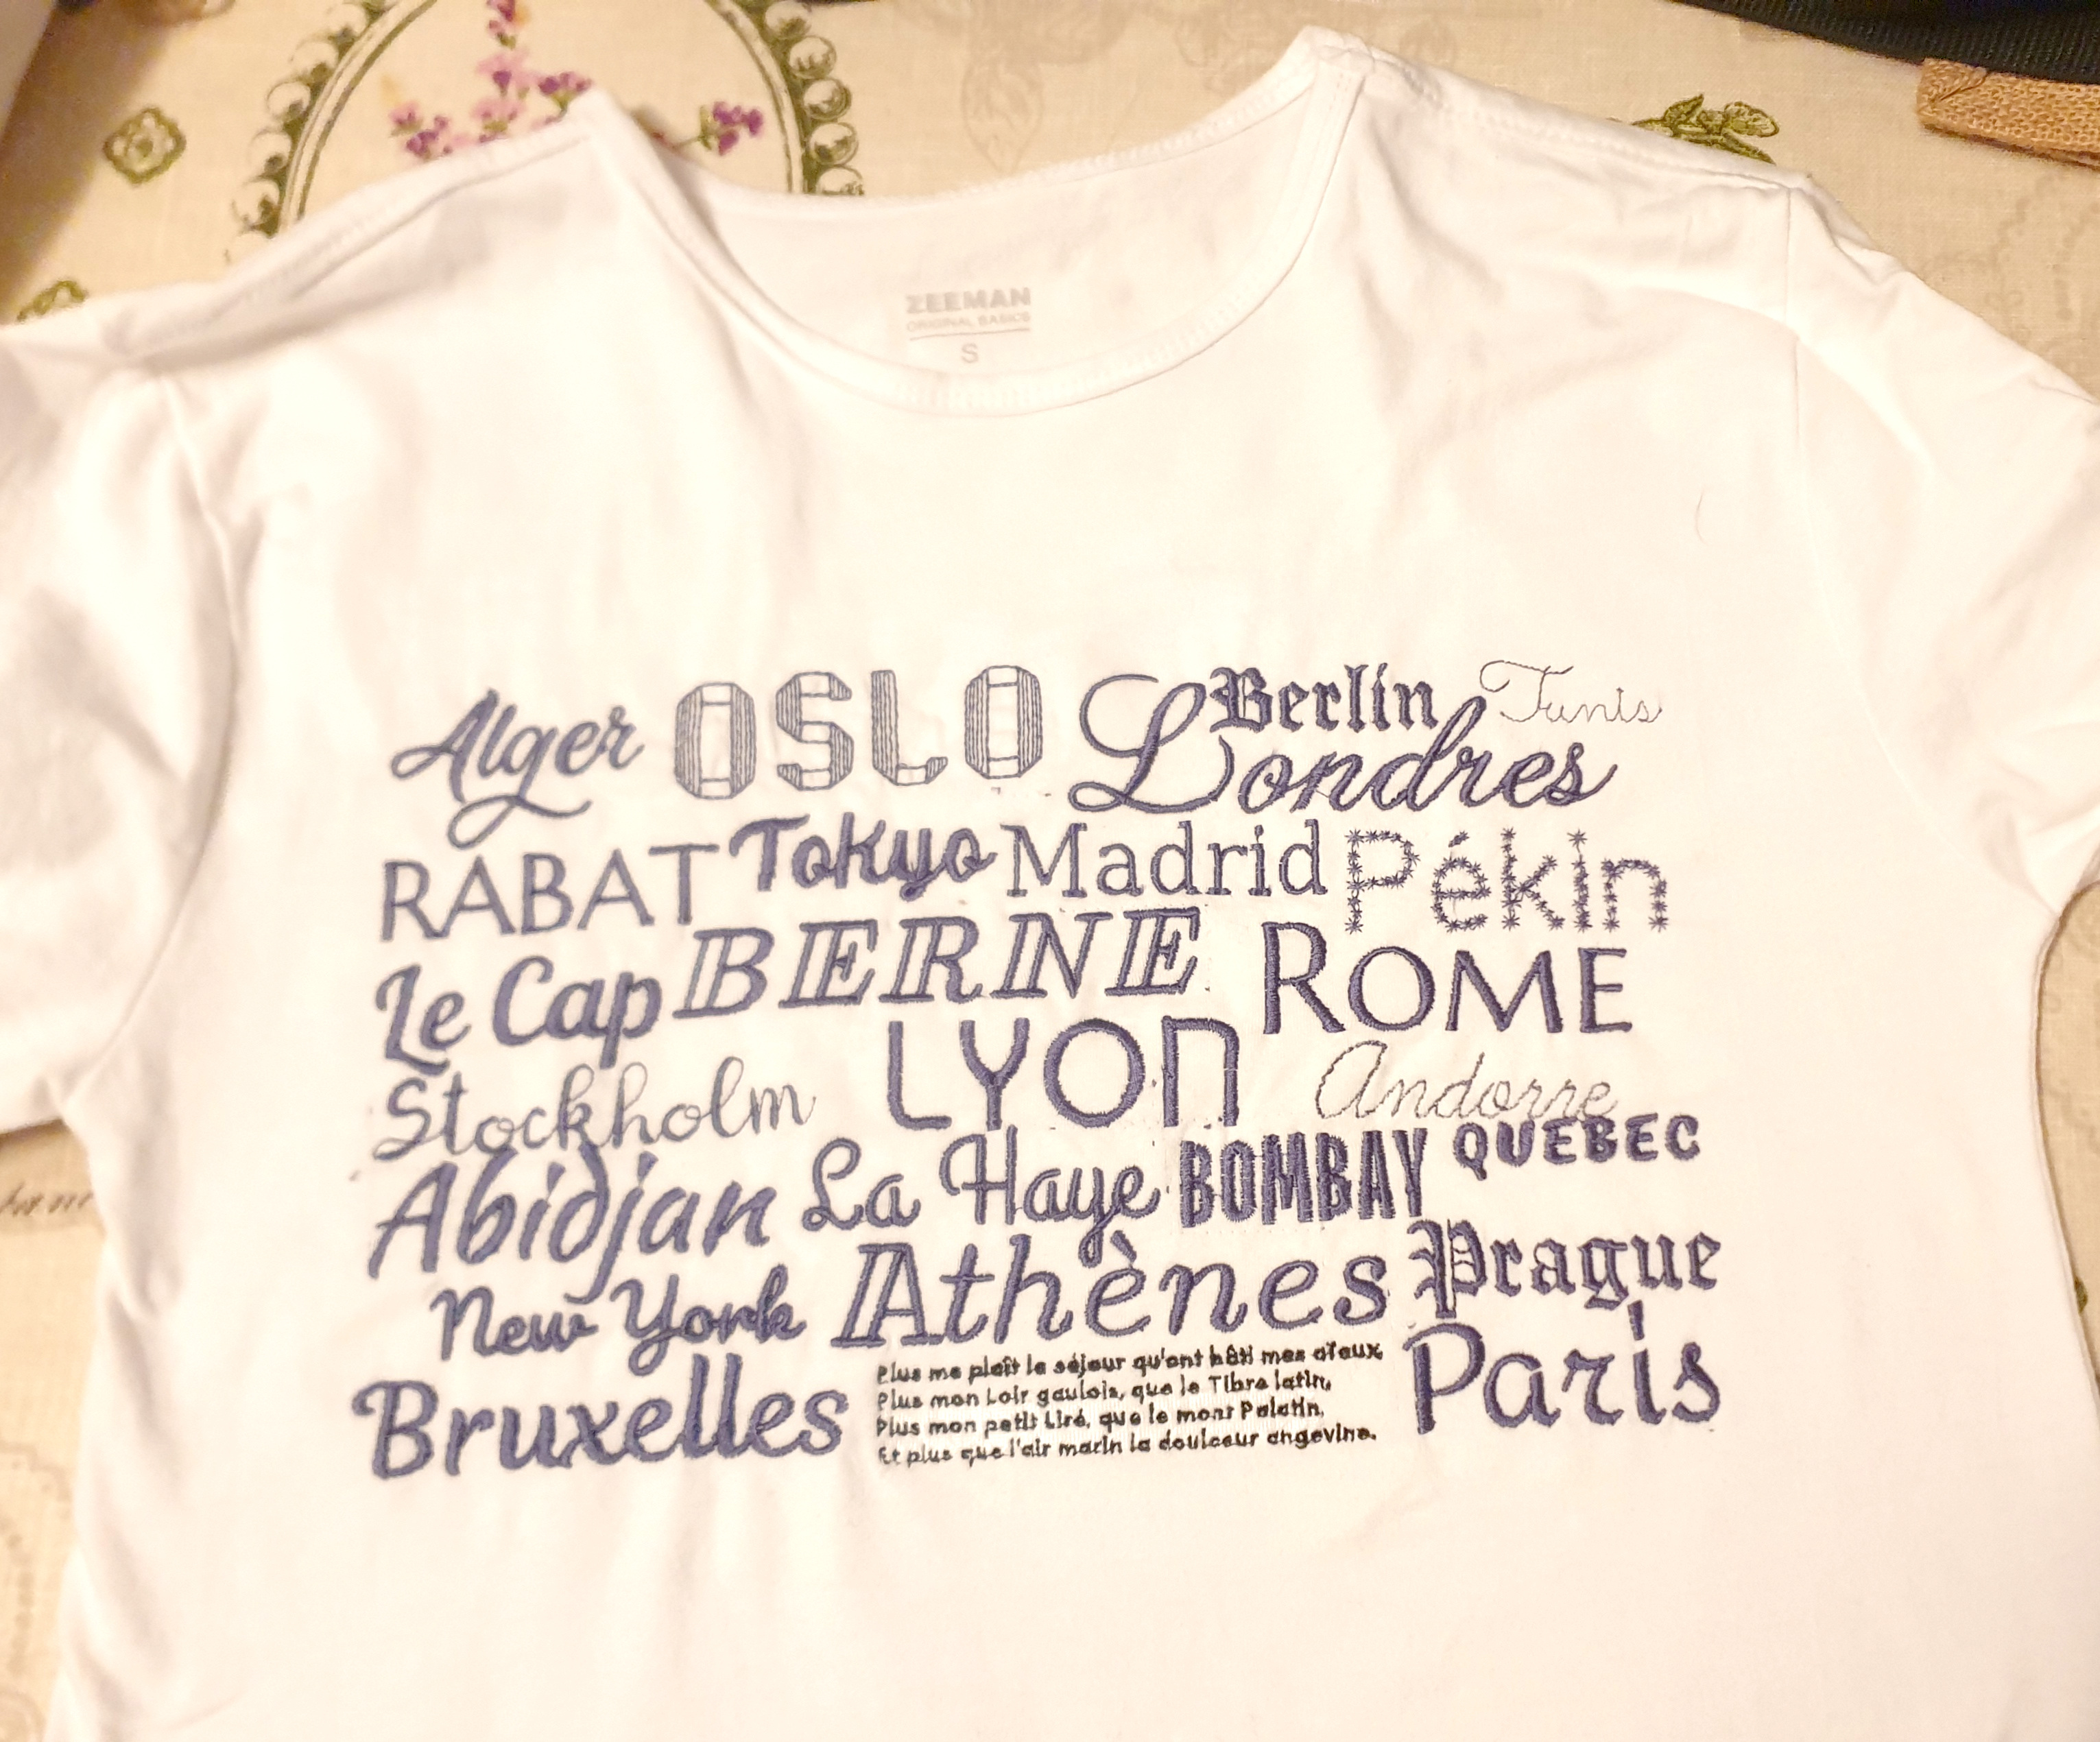 ZEEMAN
ORIGINAL BASICS
S
Alger OSLO Londres Berlin Tunis
RABAT Tokyo Madrid Pékin
Le Cap BERNE ROME
Stockholm LYON Andorre
Abidjan La Haye BOMBAY QUEBEC
New York Athènes Prague
Bruxelles Paris
Plus me plaît le séjour qu'ont bâti mes aïeux
Plus mon Loir gaulois, que le Tibre latin,
Plus mon petit Liré, que le mont Palatin,
Et plus que l'air marin la doulceur angevine.